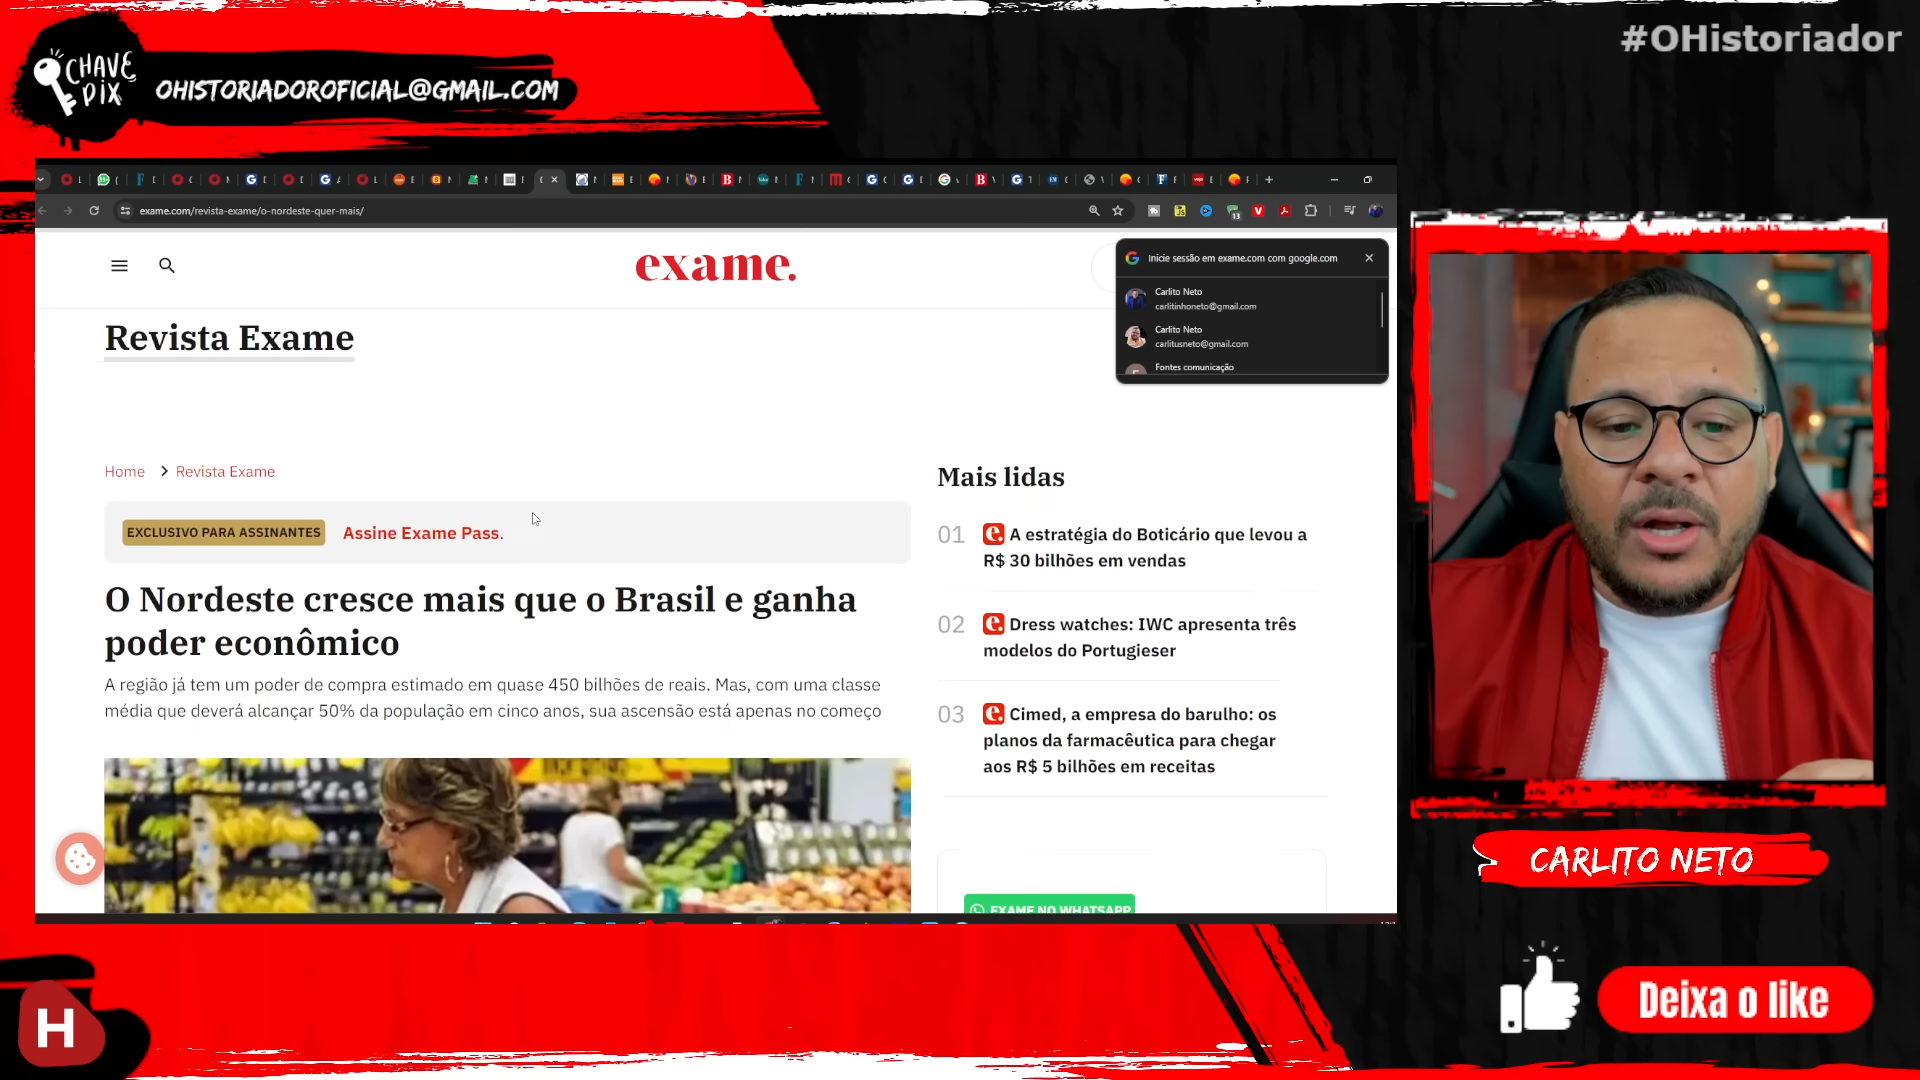 #OHistoriador
CHAVE
PIX
OHISTORIADOROFICIAL@GMAIL.COM
exame.com/revista-exame/o-nordeste-quer-mais/
exame.
Inicie sessão em exame.com com google.com
Carlito Neto
carlitinhoneto@gmail.com
Carlito Neto
carlitusneto@gmail.com
Fontes comunicação
Revista Exame
Home
Revista Exame
EXCLUSIVO PARA ASSINANTES
Assine Exame Pass.
O Nordeste cresce mais que o Brasil e ganha
poder econômico
A região já tem um poder de compra estimado em quase 450 bilhões de reais. Mas, com uma classe
média que deverá alcançar 50% da população em cinco anos, sua ascensão está apenas no começo
Mais lidas
01
A estratégia do Boticário que levou a
R$ 30 bilhões em vendas
02
Dress watches: IWC apresenta três
modelos do Portugieser
03
Cimed, a empresa do barulho: os
planos da farmacêutica para chegar
aos R$ 5 bilhões em receitas
EXAME NO WHATSAPP
CARLITO NETO
H
Deixa o like